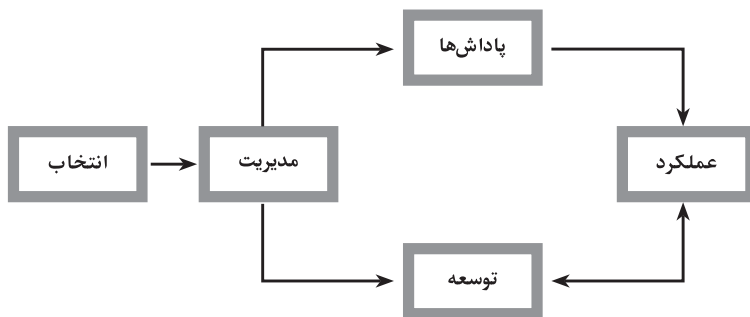 پاداش‌ها
انتخاب
مدیریت
عملکرد
توسعه